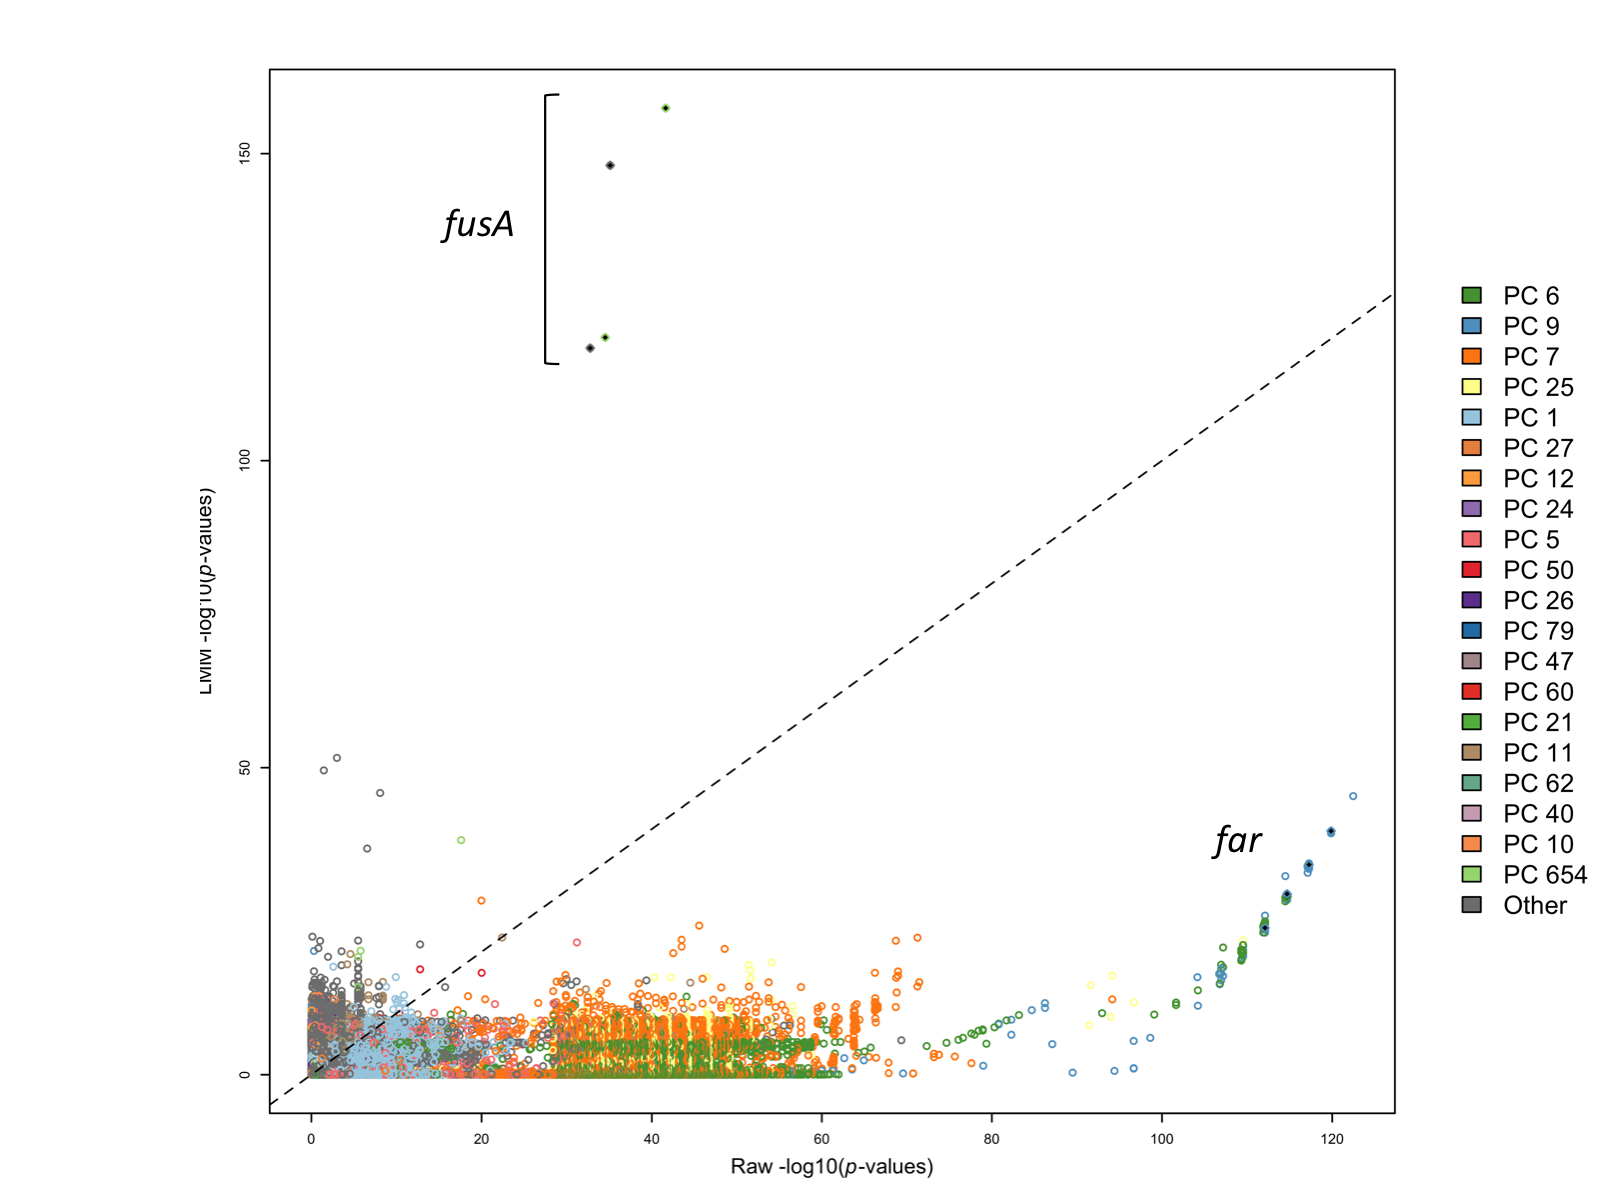 150
fusA
100
LMM -log10(p-values)
50
far
0
0 20 40 60 80 100 120
Raw -log10(p-values)
PC 6
PC 9
PC 7
PC 25
PC 1
PC 27
PC 12
PC 24
PC 5
PC 50
PC 26
PC 79
PC 47
PC 60
PC 21
PC 11
PC 62
PC 40
PC 10
PC 654
Other